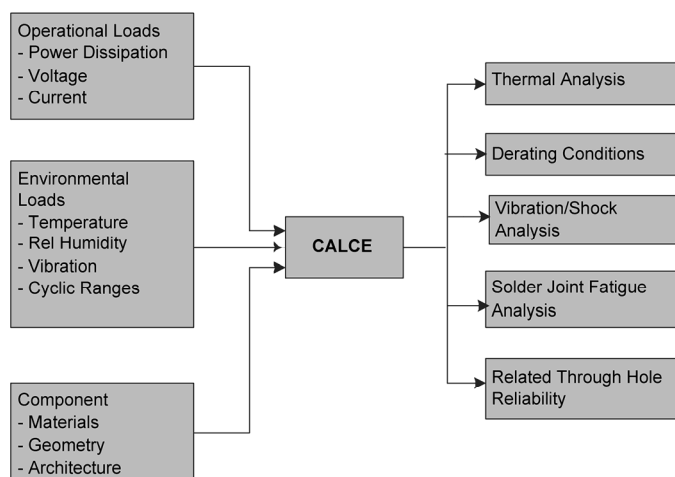 Operational Loads
- Power Dissipation
- Voltage
- Current
Environmental
Loads
- Temperature
- Rel Humidity
- Vibration
- Cyclic Ranges
Component
- Materials
- Geometry
- Architecture
CALCE
Thermal Analysis
Derating Conditions
Vibration/Shock
Analysis
Solder Joint Fatigue
Analysis
Related Through Hole
Reliability